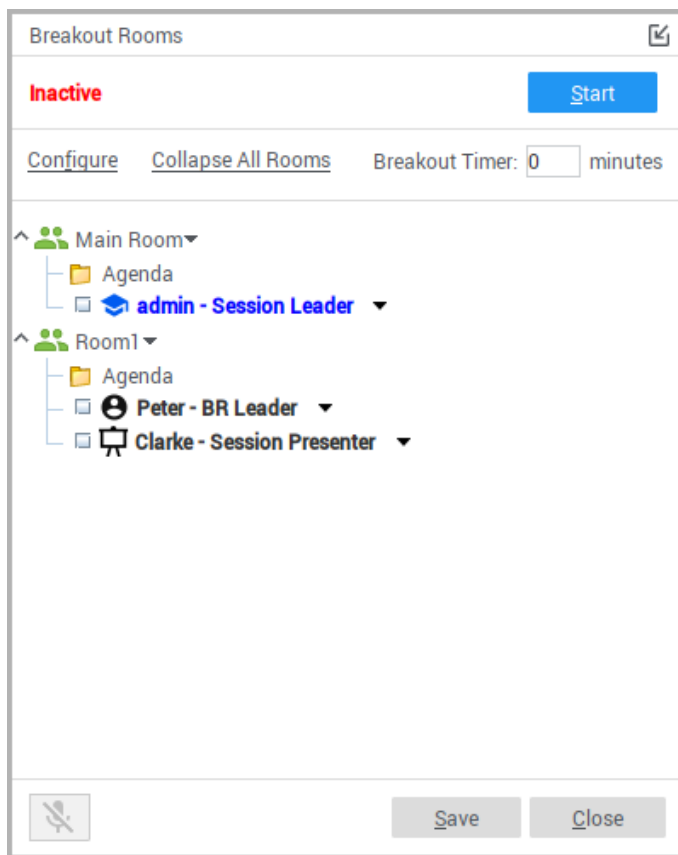 Breakout Rooms
Inactive Start
Configure Collapse All Rooms Breakout Timer: 0 minutes
Main Room
Agenda
admin - Session Leader
Room1
Agenda
Peter - BR Leader
Clarke - Session Presenter
Save Close